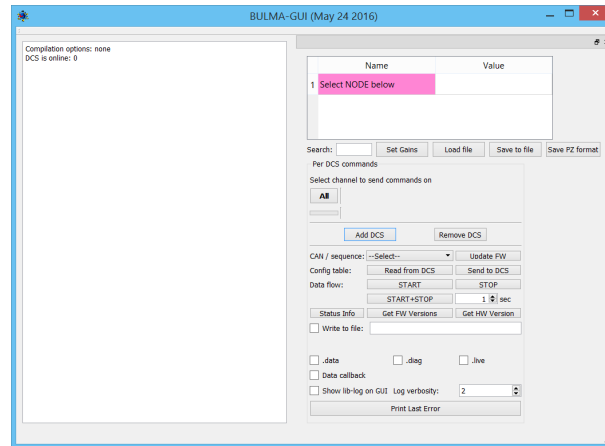 BULMA-GUI (May 24 2016)
Compilation options: none
DCS is online: 0
Name Value
1 Select NODE below
Search: Set Gains Load file Save to file Save PZ format
Per DCS commands
Select channel to send commands on
All
Add DCS Remove DCS
CAN / sequence: --Select-- Update FW
Config table: Read from DCS Send to DCS
Data flow: START STOP
START+STOP 1 sec
Status Info Get FW Versions Get HW Version
Write to file:
.data .diag .live
Data callback
Show lib-log on GUI Log verbosity: 2
Print Last Error